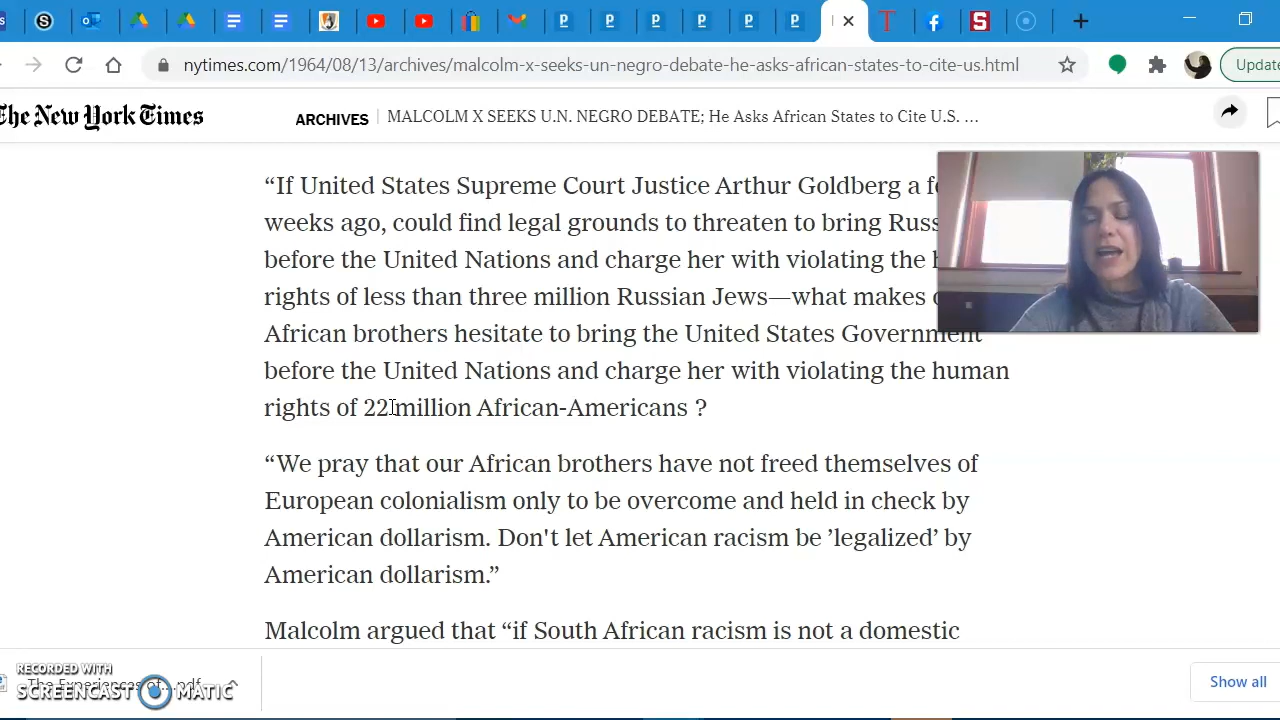 nytimes.com/1964/08/13/archives/malcolm-x-seeks-un-negro-debate-he-asks-african-states-to-cite-us.html
Update
The New York Times
ARCHIVES
MALCOLM X SEEKS U.N. NEGRO DEBATE; He Asks African States to Cite U.S. ...
“If United States Supreme Court Justice Arthur Goldberg a
weeks ago, could find legal grounds to threaten to bring
before the United Nations and charge her with violating the
rights of less than three million Russian Jews—what makes
African brothers hesitate to bring the United States Government
before the United Nations and charge her with violating the human
rights of 22 million African-Americans ?
“We pray that our African brothers have not freed themselves of
European colonialism only to be overcome and held in check by
American dollarism. Don't let American racism be ’legalized’ by
American dollarism.”
Malcolm argued that “if South African racism is not a domestic
RECORDED WITH
SCREENCAST MATIC
The Experiences of...pdf
Show all